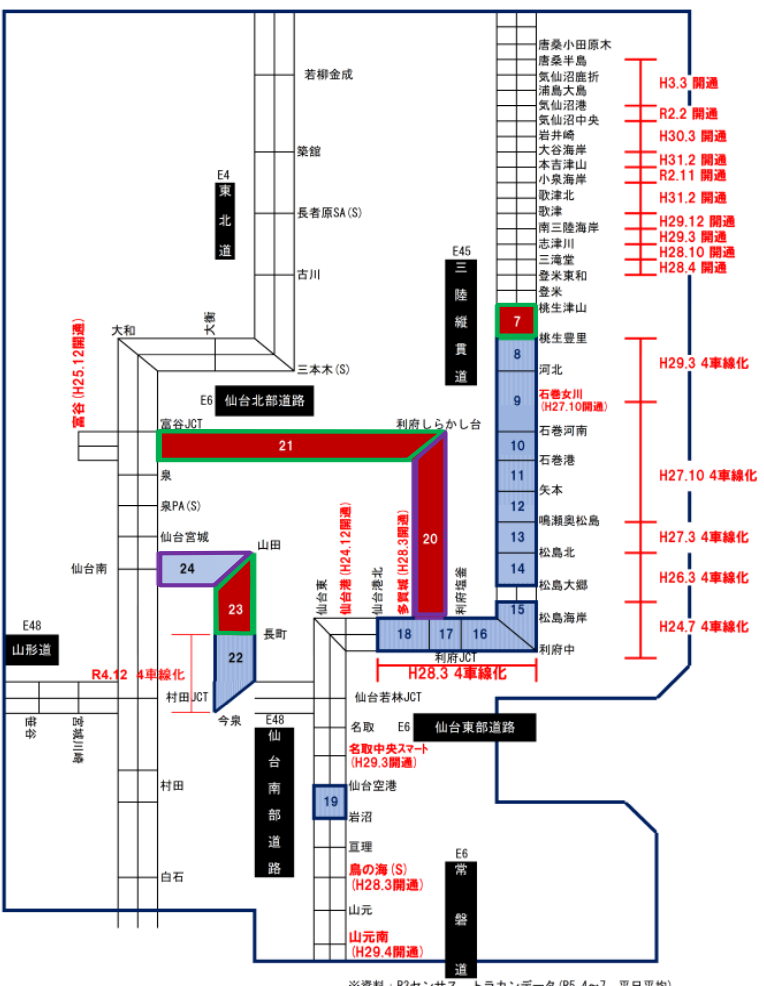 唐桑小田原木
唐桑半島
気仙沼鹿折
浦島大島
気仙沼港
気仙沼中央
岩井崎
大谷海岸
本吉津山
小泉海岸
歌津北
歌津
南三陸海岸
志津川
三滝堂
登米東和
登米
桃生津山
桃生豊里
河北
石巻女川
(H27.10開通)
石巻河南
石巻港
矢本
鳴瀬奥松島
松島北
松島大郷
松島海岸
利府中
H3.3 開通
R2.2 開通
H30.3 開通
H31.2 開通
R2.11 開通
H31.2 開通
H29.12 開通
H29.3 開通
H28.10 開通
H28.4 開通
H29.3 4車線化
H27.10 4車線化
H27.3 4車線化
H26.3 4車線化
H24.7 4車線化
7
8
9
10
11
12
13
14
15
E45
三陸縦貫道
若柳金成
築館
長者原SA(S)
古川
三本木(S)
E4
東北道
大和
大衡
E6 仙台北部道路
富谷(H25.12開通)
富谷JCT
利府しらかし台
21
20
泉
泉PA(S)
仙台宮城
仙台南
山田
24
23
22
長町
今泉
R4.12 4車線化
仙台東
仙台港(H24.12開通)
仙台港北
多賀城(H28.3開通)
利府塩釜
18
17
16
利府JCT
H28.3 4車線化
E48
山形道
笹谷
宮城川崎
村田JCT
村田
白石
E48
仙台南部道路
仙台若林JCT
名取
E6 仙台東部道路
名取中央スマート
(H29.3開通)
仙台空港
19
岩沼
亘理
鳥の海(S)
(H28.3開通)
山元
山元南
(H29.4開通)
E6
常磐道